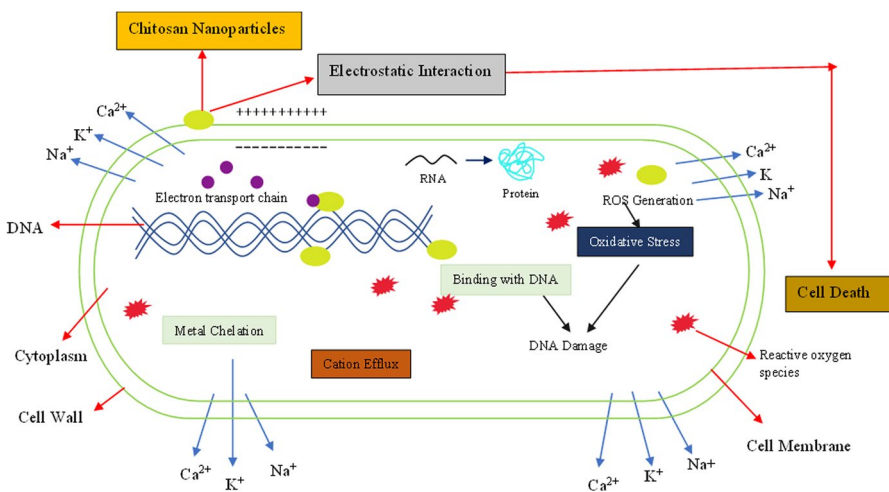 Chitosan Nanoparticles
Electrostatic Interaction
Ca2+
K+
Na+
++++++++++
----------
RNA
Protein
Electron transport chain
DNA
ROS Generation
Ca2+
K
Na+
Oxidative Stress
Binding with DNA
Cell Death
Metal Chelation
DNA Damage
Cytoplasm
Cation Efflux
Reactive oxygen
species
Cell Wall
Cell Membrane
Ca2+
K+
Na+
Ca2+
K+
Na+